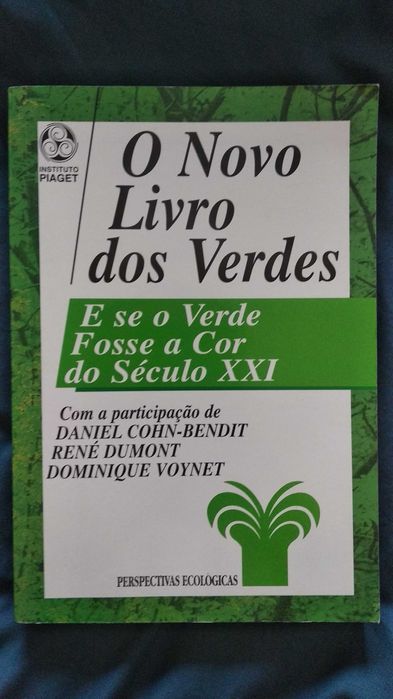 INSTITUTO
PIAGET
O Novo
Livro
dos Verdes
E se o Verde
Fosse a Cor
do Século XXI
Com a participação de
DANIEL COHN-BENDIT
RENÉ DUMONT
DOMINIQUE VOYNET
PERSPECTIVAS ECOLÓGICAS